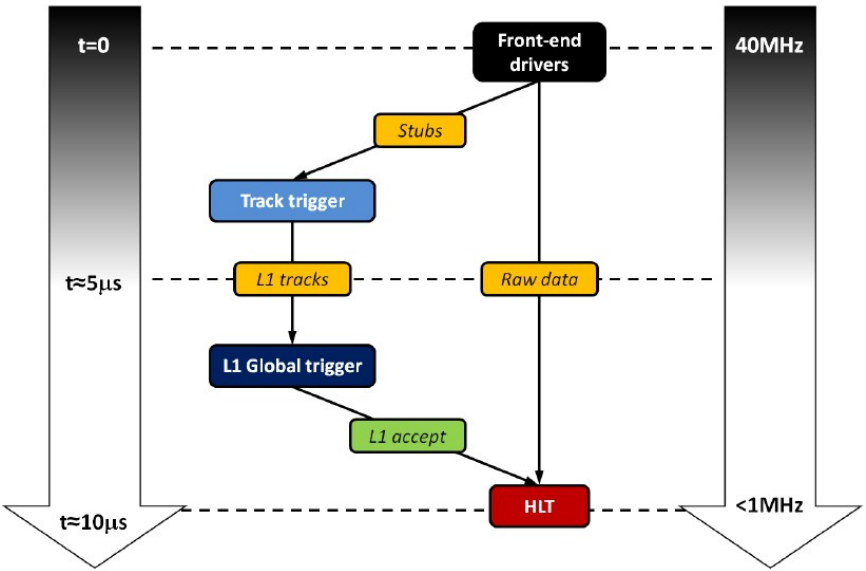 t=0
Front-end
drivers
40MHz
Stubs
Track trigger
t≈5μs
L1 tracks
Raw data
L1 Global trigger
L1 accept
t≈10μs
HLT
<1MHz